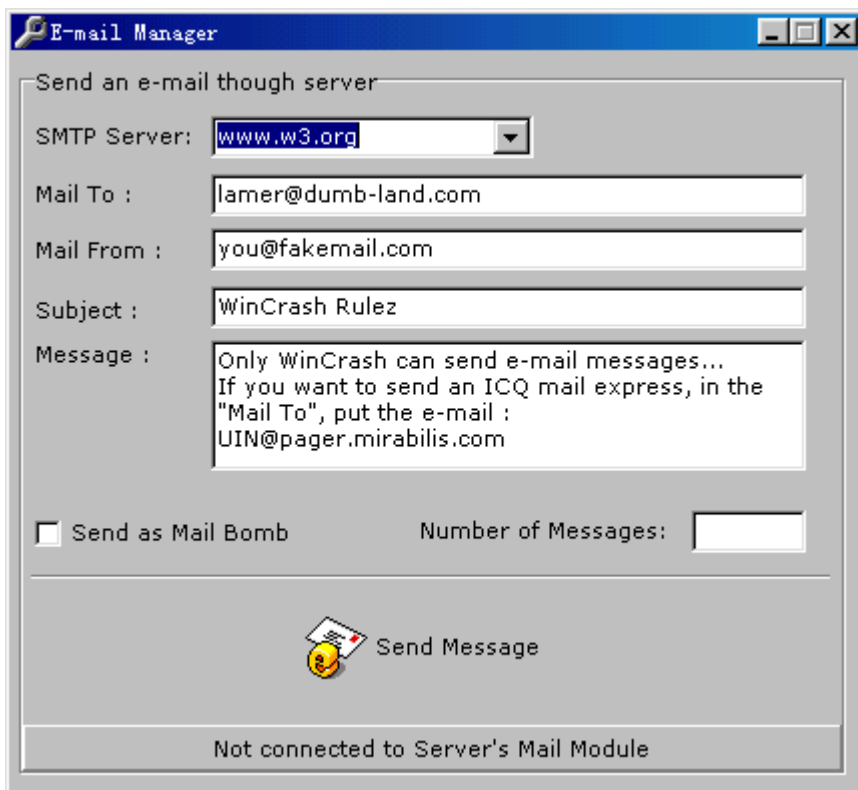 E-mail Manager
Send an e-mail though server
SMTP Server: www.w3.org
Mail To : lamer@dumb-land.com
Mail From : you@fakemail.com
Subject : WinCrash Rulez
Message : Only WinCrash can send e-mail messages...
If you want to send an ICQ mail express, in the
"Mail To", put the e-mail :
UIN@pager.mirabilis.com
Send as Mail Bomb Number of Messages:
Send Message
Not connected to Server's Mail Module